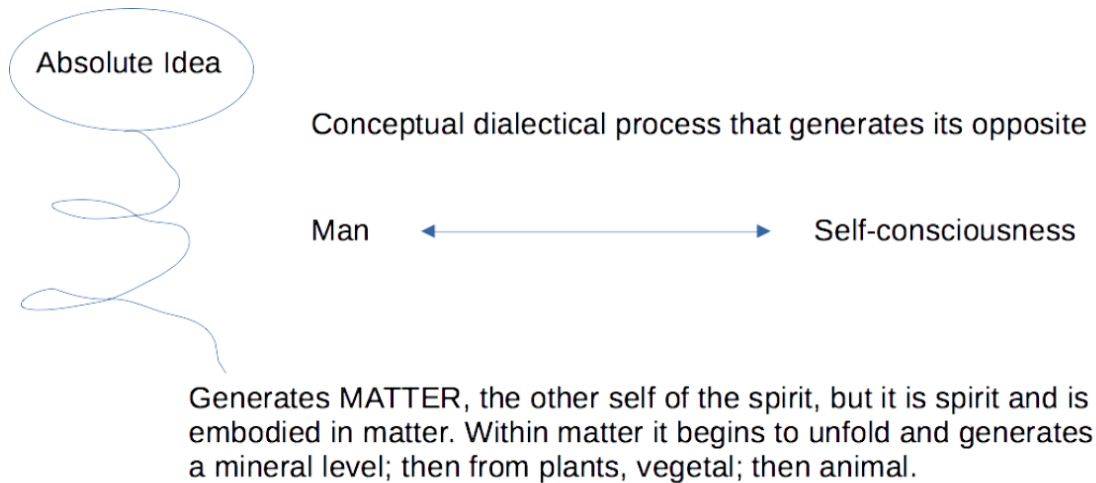 Absolute Idea
Conceptual dialectical process that generates its opposite
Man
Self-consciousness
Generates MATTER, the other self of the spirit, but it is spirit and is
embodied in matter. Within matter it begins to unfold and generates
a mineral level; then from plants, vegetal; then animal.